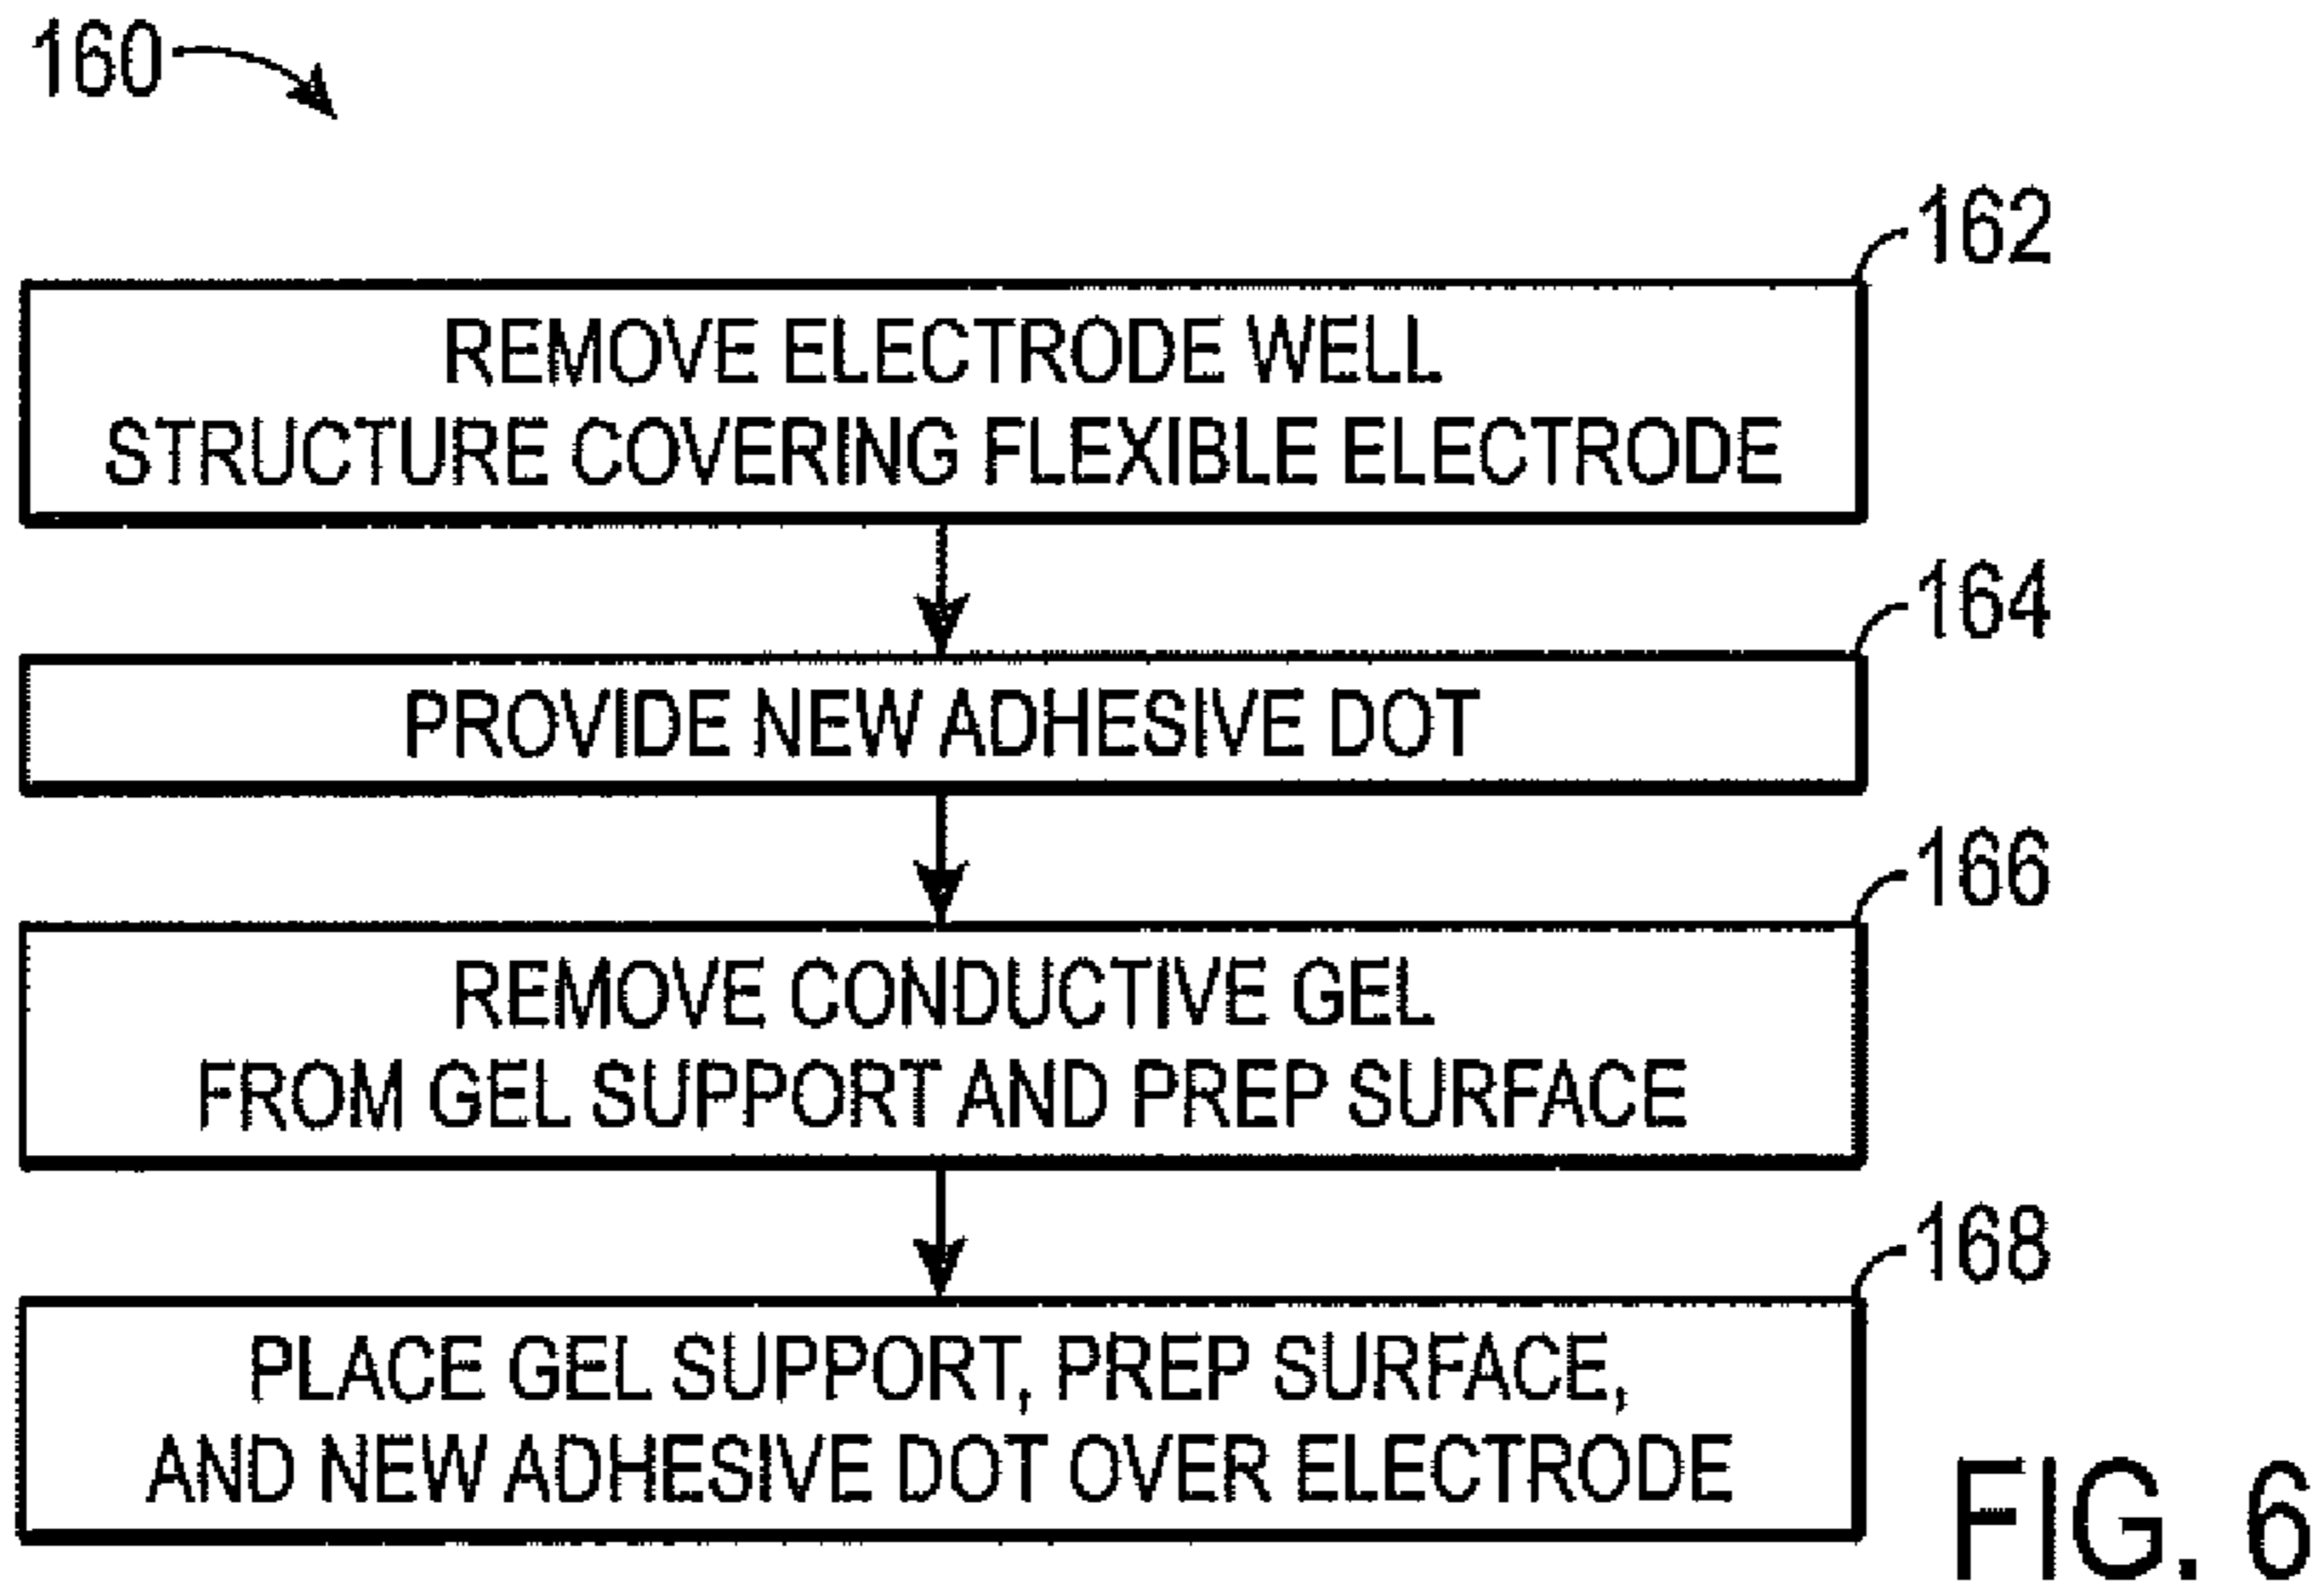 160
162
REMOVE ELECTRODE WELL
STRUCTURE COVERING FLEXIBLE ELECTRODE
164
PROVIDE NEW ADHESIVE DOT
166
REMOVE CONDUCTIVE GEL
FROM GEL SUPPORT AND PREP SURFACE
168
PLACE GEL SUPPORT, PREP SURFACE,
AND NEW ADHESIVE DOT OVER ELECTRODE
FIG. 6